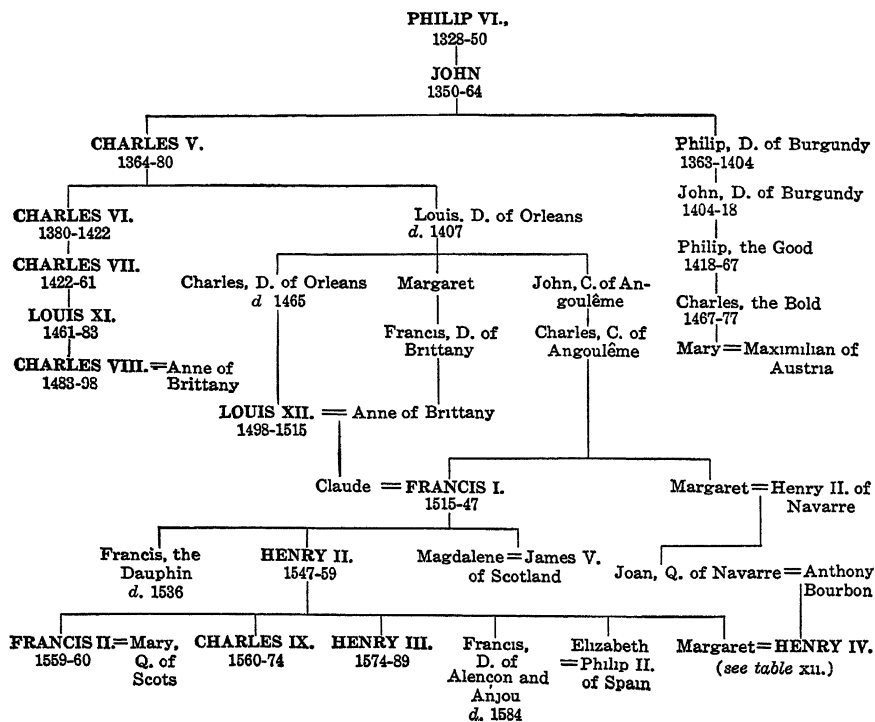 PHILIP VI.,
1328-50
JOHN
1350-64
CHARLES V.
1364-80
Philip, D. of Burgundy
1363-1404
John, D. of Burgundy
1404-18
CHARLES VI.
1380-1422
Louis. D. of Orleans
d. 1407
Philip, the Good
1418-67
CHARLES VII.
1422-61
Charles, D. of Orleans
d 1465
Margaret
John, C. of An-
goulême
Charles, the Bold
1467-77
LOUIS XI.
1461-83
Francis, D. of
Brittany
Charles, C. of
Angoulême
Mary = Maximilian of
Austria
CHARLES VIII. = Anne of
1483-98 Brittany
LOUIS XII. = Anne of Brittany
1498-1515
Claude = FRANCIS I.
1515-47
Margaret = Henry II. of
Navarre
Francis, the
Dauphin
d. 1536
HENRY II.
1547-59
Magdalene = James V.
of Scotland
Joan, Q. of Navarre = Anthony
Bourbon
FRANCIS II. = Mary,
1559-60 Q. of
Scots
CHARLES IX.
1560-74
HENRY III.
1574-89
Francis,
D. of
Alençon and
Anjou
d. 1584
Elizabeth
= Philip II.
of Spain
Margaret = HENRY IV.
(see table XII.)